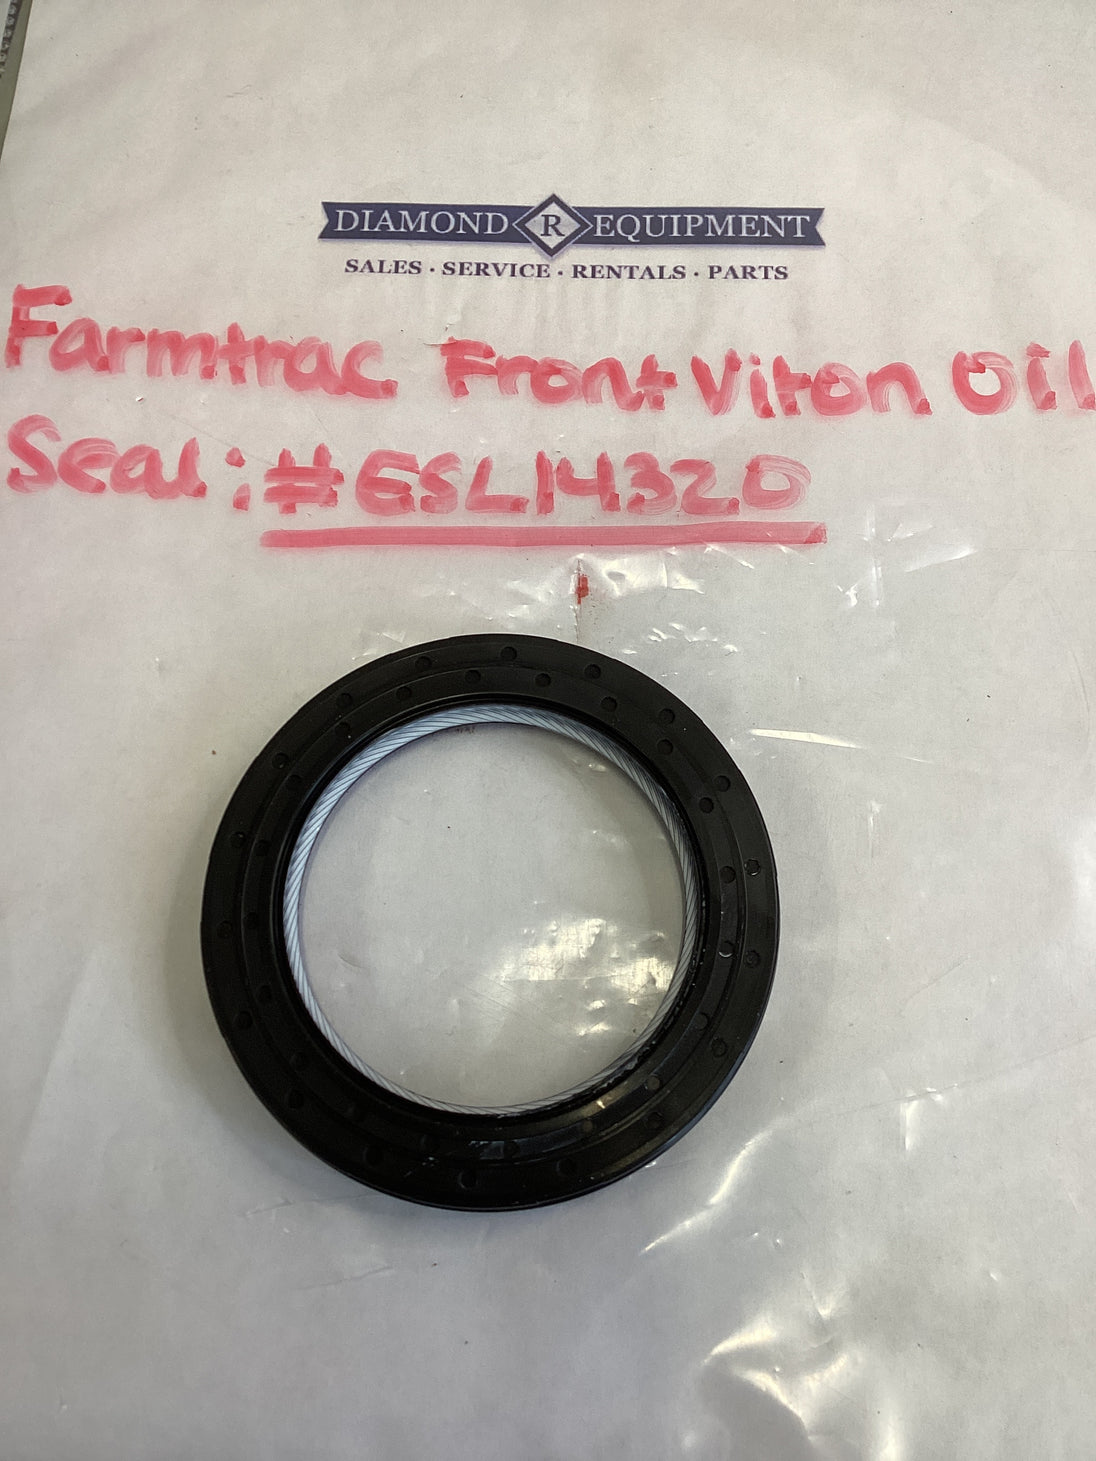 DIAMOND R EQUIPMENT
SALES · SERVICE · RENTALS · PARTS
Farmtrac Front Viton Oil
Seal: #ESL14320